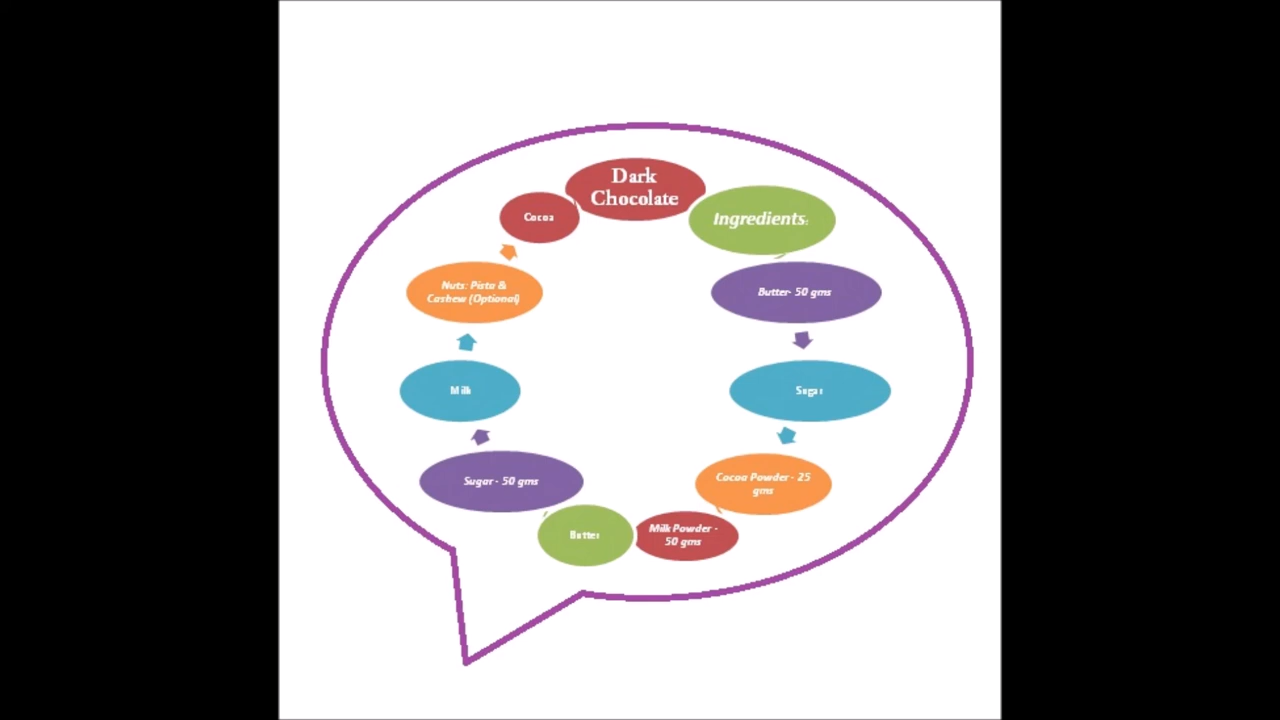 Dark
Chocolate
Ingredients:
Butter- 50 gms
Sugar
Cocoa Powder - 25
gms
Milk Powder -
50 gms
Butter
Sugar - 50 gms
Milk
Nuts: Pista &
Cashew (Optional)
Cocoa